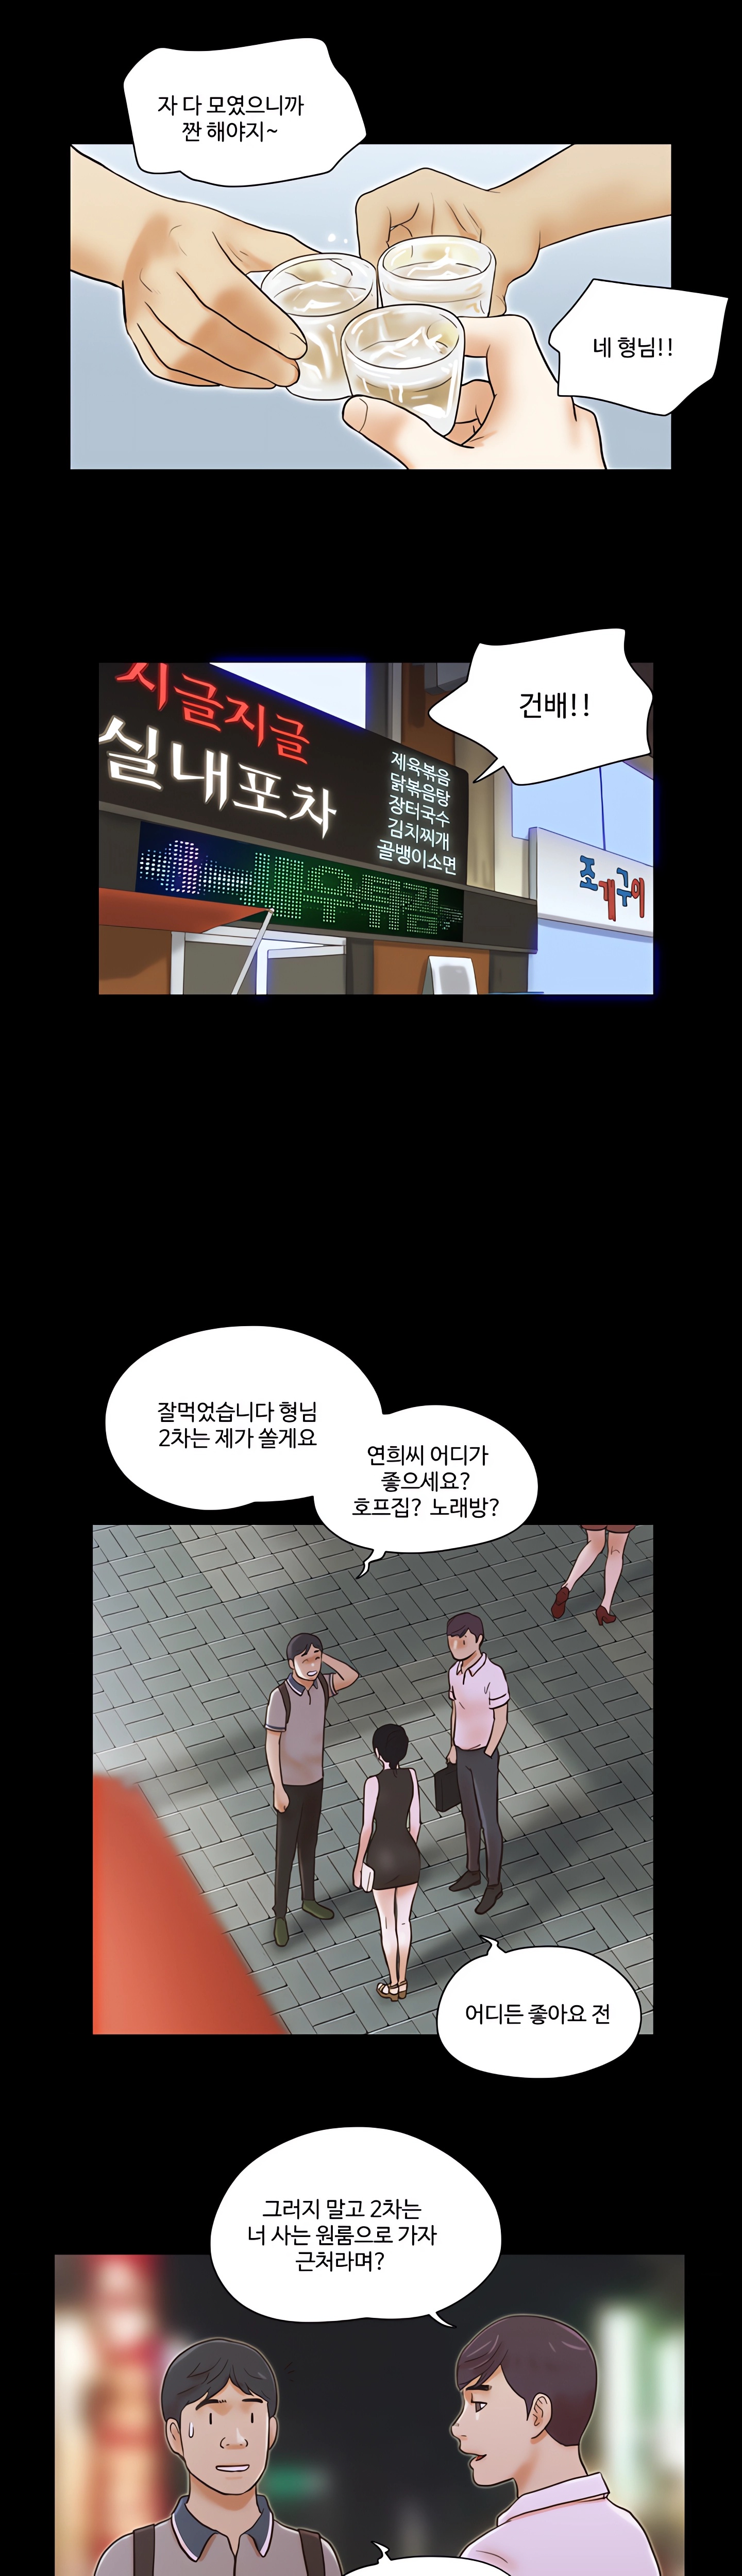 자 다 모였으니까
짠 해야지~
네 형님!!
건배!!
지글지글
실내포차
제육볶음
닭볶음탕
장터국수
김치찌개
골뱅이소면
새우튀김
조개구이
잘먹었습니다 형님
2차는 제가 쏠게요
연희씨 어디가
좋으세요?
호프집? 노래방?
어디든 좋아요 전
그러지 말고 2차는
너 사는 원룸으로 가자
근처라며?